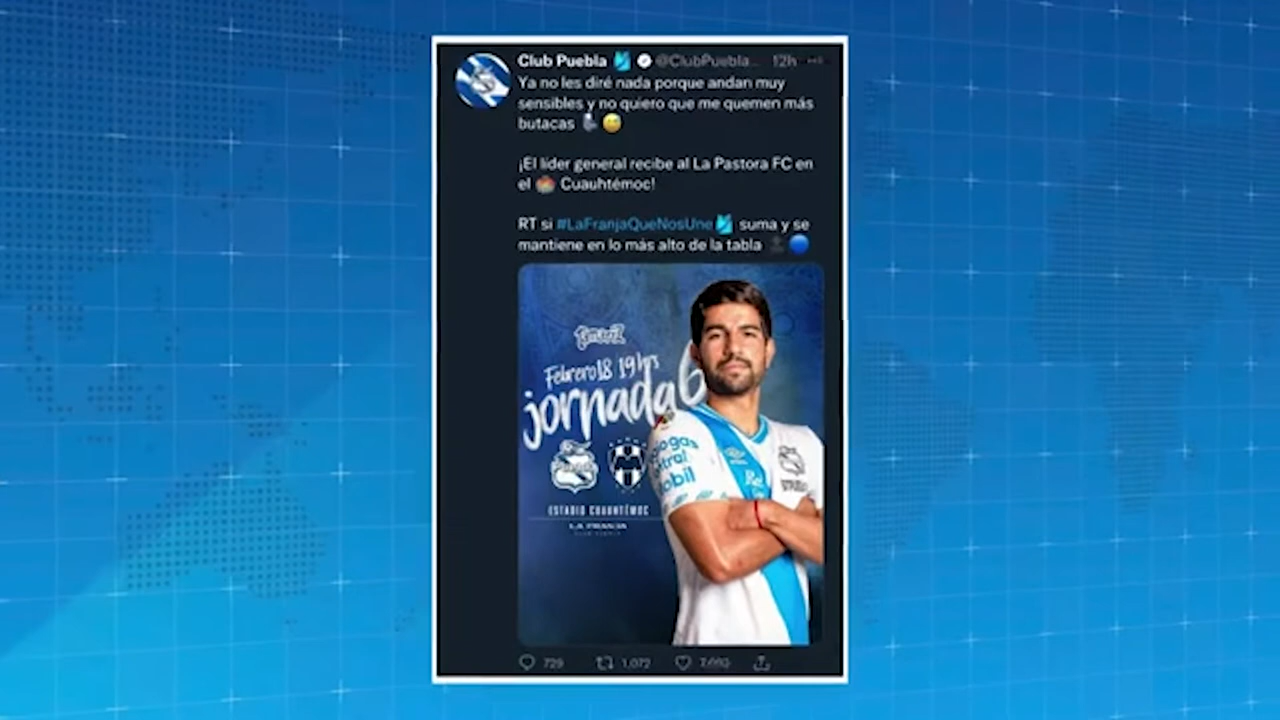 Club Puebla @ClubPuebla... 12h
Ya no les diré nada porque andan muy
sensibles y no quiero que me quemen más
butacas
¡El líder general recibe al La Pastora FC en
el Cuauhtémoc!
RT si #LaFranjaQueNosUne suma y se
mantiene en lo más alto de la tabla
Febrero 18 19 hrs
jornada 6
ESTADIO CUAUHTÉMOC
LA FRANJA
729 1,072